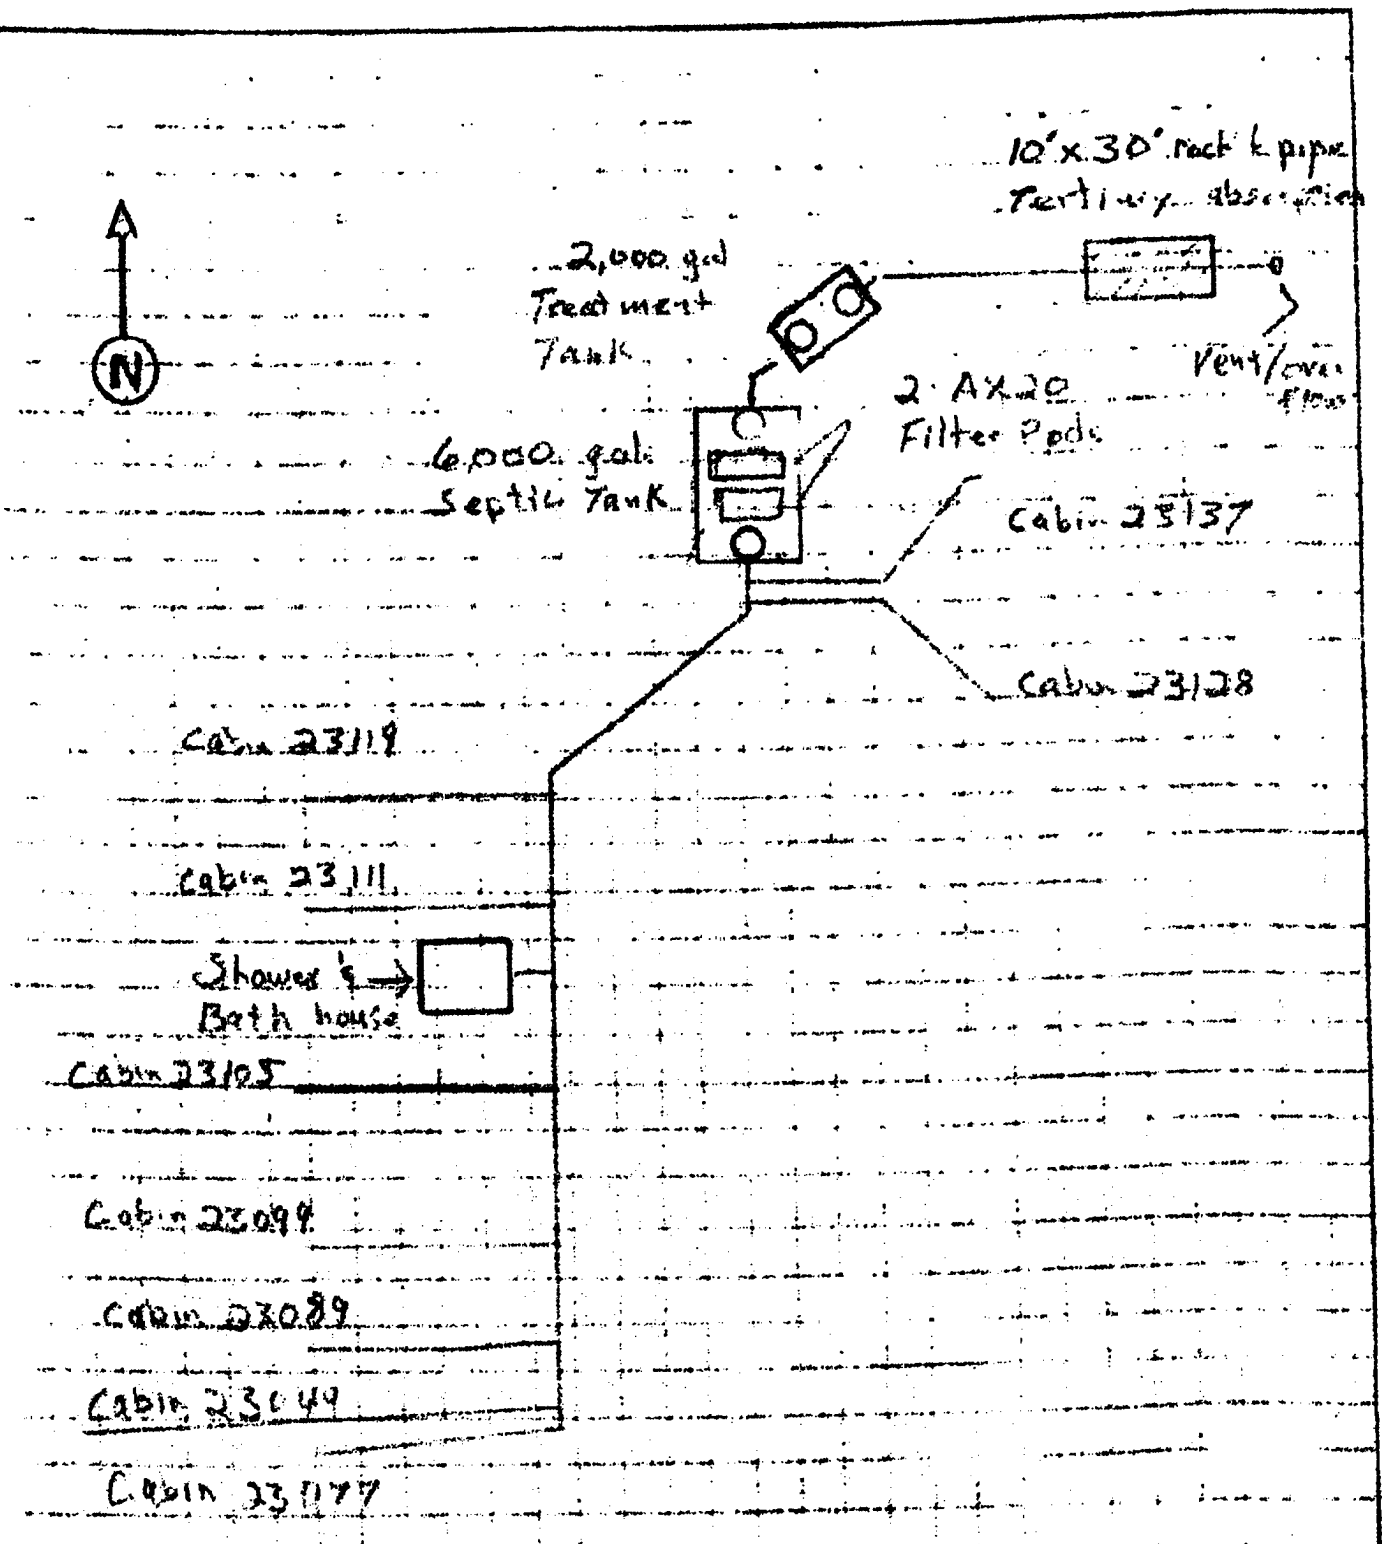 10'x30' rock & pipe
Tertiary absorption
2,000 gal
Treatment
Tank
N
Vent/over
flow
2 AX20
Filter Pods
6,000 gal
Septic Tank
Cabin 23137
Cabin 23128
Cabin 23119
Cabin 23111
Shower &
Bath house
Cabin 23105
Cabin 23099
Cabin 23089
Cabin
Cabin